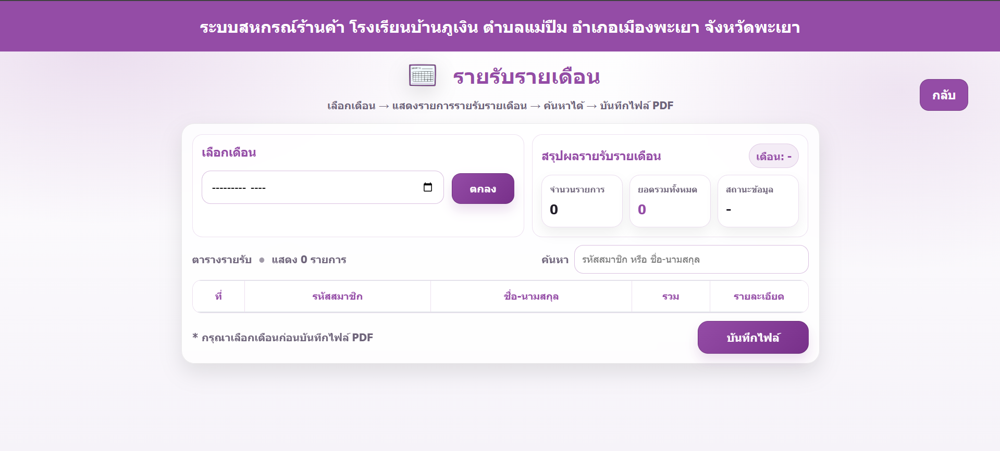 ระบบสหกรณ์ร้านค้า โรงเรียนบ้านภูเงิน ตำบลแม่ปืม อำเภอเมืองพะเยา จังหวัดพะเยา
รายรับรายเดือน
กลับ
เลือกเดือน → แสดงรายการรายรับรายเดือน → ค้นหาได้ → บันทึกไฟล์ PDF
เลือกเดือน
--------- ----
ตกลง
สรุปผลรายรับรายเดือน
เดือน: -
จำนวนรายการ
0
ยอดรวมทั้งหมด
0
สถานะข้อมูล
-
ตารางรายรับ ● แสดง 0 รายการ
ค้นหา รหัสสมาชิก หรือ ชื่อ-นามสกุล
ที่ รหัสสมาชิก ชื่อ-นามสกุล รวม รายละเอียด
* กรุณาเลือกเดือนก่อนบันทึกไฟล์ PDF
บันทึกไฟล์